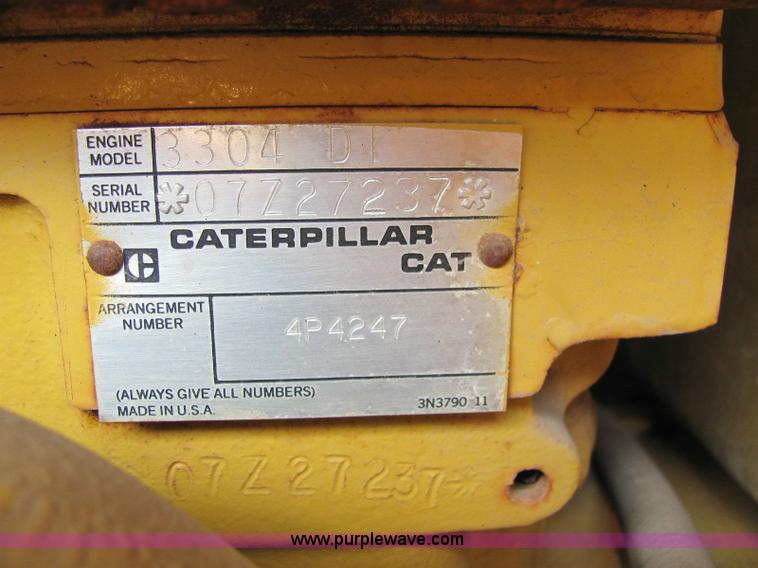 ENGINE MODEL 3304 DI
SERIAL NUMBER *07Z27237*
CATERPILLAR
C CAT
ARRANGEMENT NUMBER 4P4247
(ALWAYS GIVE ALL NUMBERS)
MADE IN U.S.A. 3N3790 11
07Z27237*
www.purplewave.com